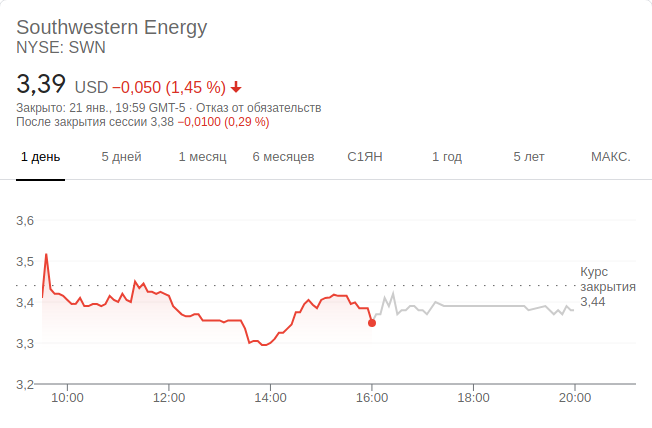 Southwestern Energy
NYSE: SWN
3,39 USD −0,050 (1,45 %)
Закрыто: 21 янв., 19:59 GMT-5 · Отказ от обязательств
После закрытия сессии 3,38 −0,0100 (0,29 %)
1 день 5 дней 1 месяц 6 месяцев С1ЯН 1 год 5 лет МАКС.
3,6
3,5
3,4
3,3
3,2
Курс
закрытия
3,44
10:00 12:00 14:00 16:00 18:00 20:00